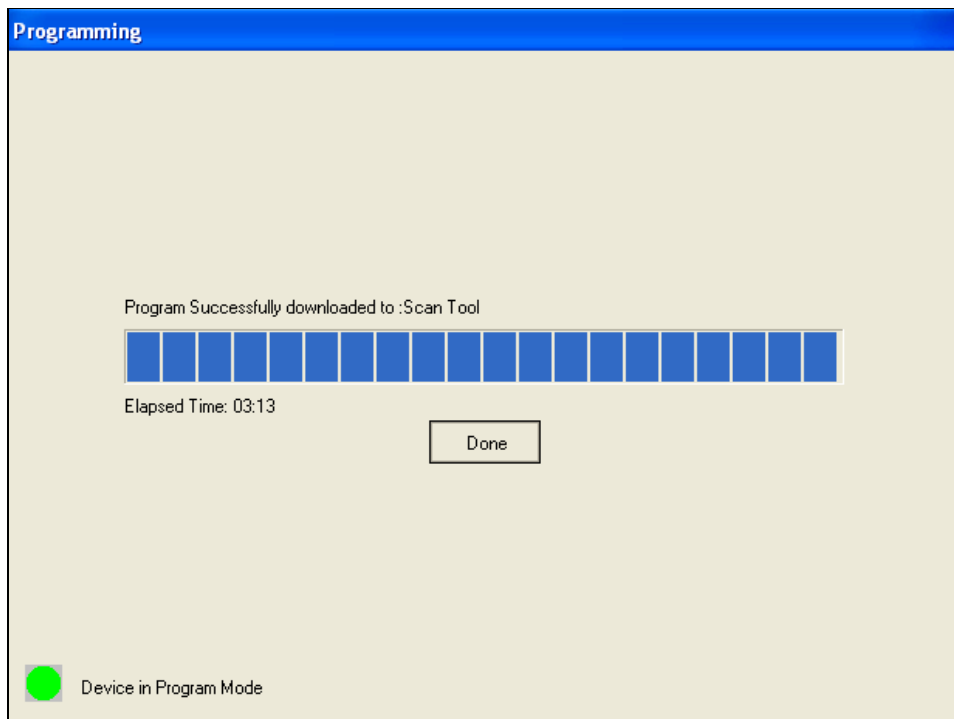 Programming
Program Successfully downloaded to :Scan Tool
Elapsed Time: 03:13
Done
Device in Program Mode